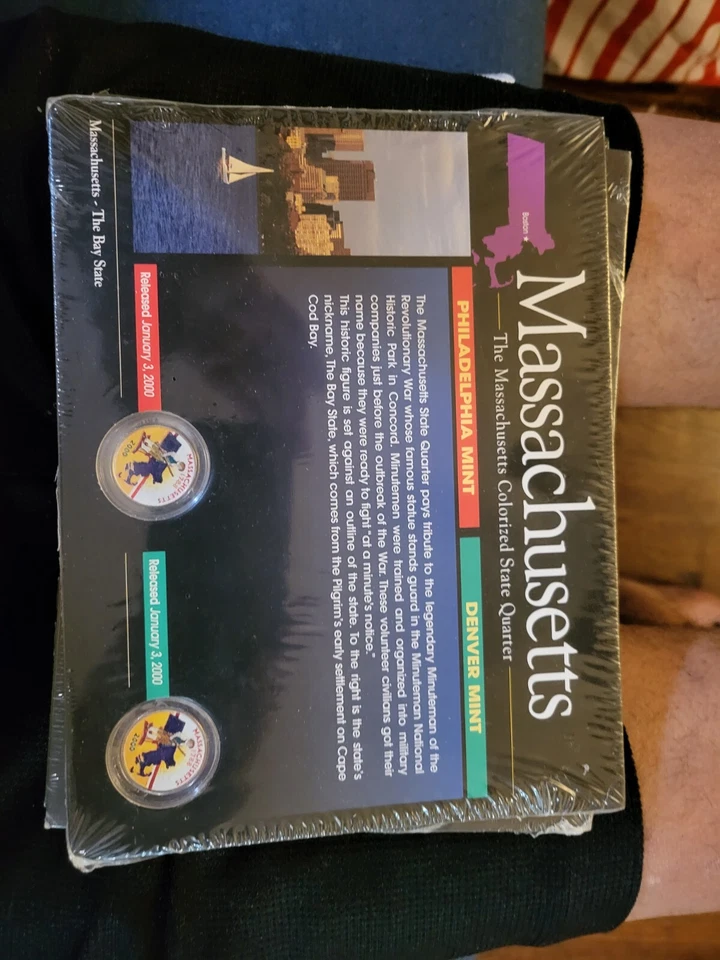 Massachusetts
The Massachusetts Colorized State Quarter
Boston
PHILADELPHIA MINT
DENVER MINT
The Massachusetts State Quarter pays tribute to the legendary Minuteman of the
Revolutionary War whose famous statue stands guard in the Minuteman National
Historic Park in Concord. Minutemen were trained and organized into military
companies just before the outbreak of the War. These volunteer civilians got their
name because they were ready to fight "at a minute's notice."
This historic figure is set against an outline of the state. To the right is the state's
nickname, The Bay State, which comes from the Pilgrim's early settlement on Cape
Cod Bay.
Released January 3, 2000
Released January 3, 2000
MASSACHUSETTS
2000
MASSACHUSETTS
2000
Massachusetts - The Bay State